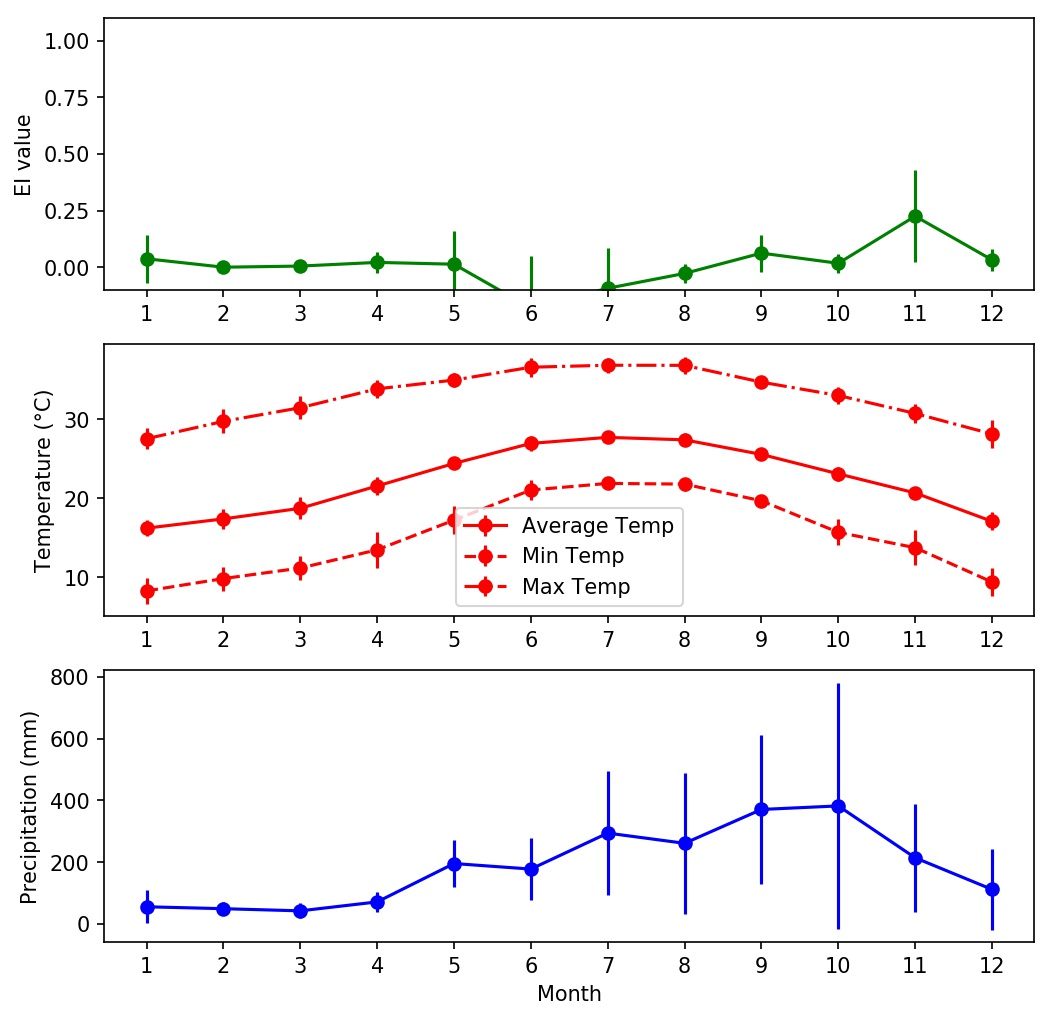 EI value
1.00
0.75
0.50
0.25
0.00
1 2 3 4 5 6 7 8 9 10 11 12
Temperature (°C)
30
20
10
Average Temp
Min Temp
Max Temp
1 2 3 4 5 6 7 8 9 10 11 12
Precipitation (mm)
800
600
400
200
0
1 2 3 4 5 6 7 8 9 10 11 12
Month